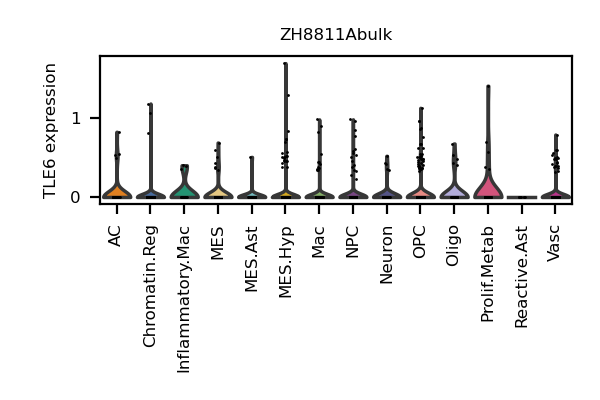 ZH8811Abulk
TLE6 expression
1
0
AC
Chromatin.Reg
Inflammatory.Mac
MES
MES.Ast
MES.Hyp
Mac
NPC
Neuron
OPC
Oligo
Prolif.Metab
Reactive.Ast
Vasc